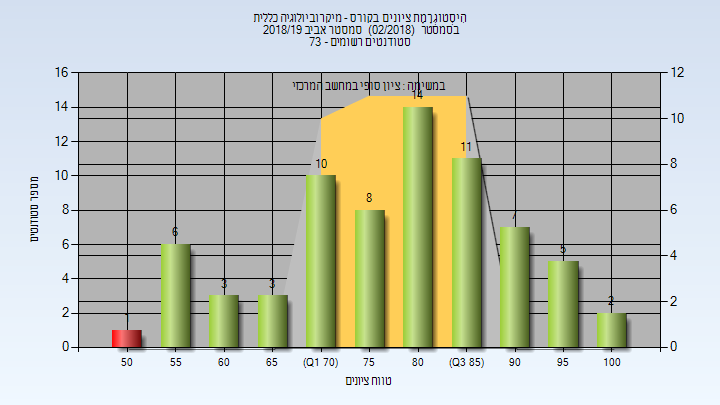 היסטוגרמת ציונים בקורס - מיקרוביולוגיה כללית
בסמסטר (02/2018) סמסטר אביב 2018/19
סטודנטים רשומים - 73
במשימה : ציון סופי במחשב המרכזי
16 12
14 10
12 8
10 6
8 4
6 2
4 0
2
0
מספר סטודנטים
1 6 3 3 10 8 14 11 7 5 2
50 55 60 65 (Q1 70) 75 80 (Q3 85) 90 95 100
טווח ציונים